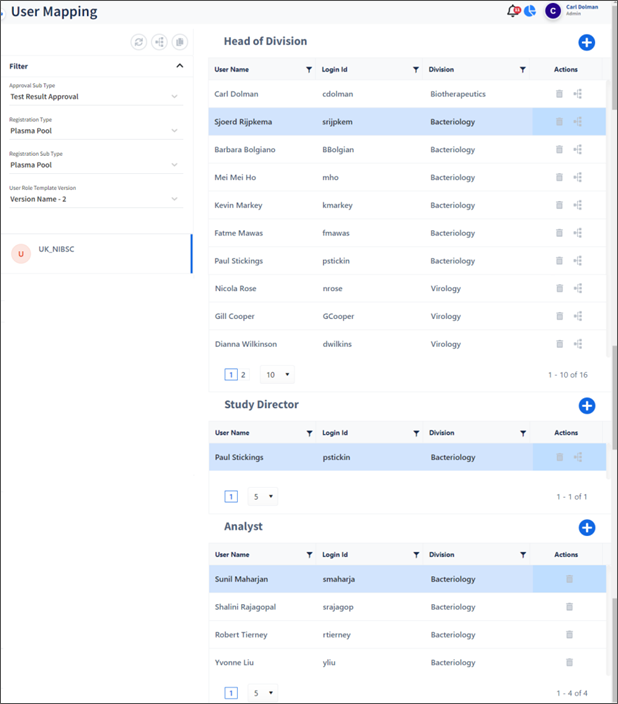 User Mapping
C
Carl Dolman
Admin
Filter
Approval Sub Type
Test Result Approval
Registration Type
Plasma Pool
Registration Sub Type
Plasma Pool
User Role Template Version
Version Name - 2
U UK_NIBSC
Head of Division
User Name Login Id Division Actions
Carl Dolman cdolman Biotherapeutics
Sjoerd Rijpkema srijpkem Bacteriology
Barbara Bolgiano BBolgian Bacteriology
Mei Mei Ho mho Bacteriology
Kevin Markey kmarkey Bacteriology
Fatme Mawas fmawas Bacteriology
Paul Stickings pstickin Bacteriology
Nicola Rose nrose Virology
Gill Cooper GCooper Virology
Dianna Wilkinson dwilkins Virology
1 2 10 1 - 10 of 16
Study Director
User Name Login Id Division Actions
Paul Stickings pstickin Bacteriology
1 5 1 - 1 of 1
Analyst
User Name Login Id Division Actions
Sunil Maharjan smaharja Bacteriology
Shalini Rajagopal srajagop Bacteriology
Robert Tierney rtierney Bacteriology
Yvonne Liu yliu Bacteriology
1 5 1 - 4 of 4